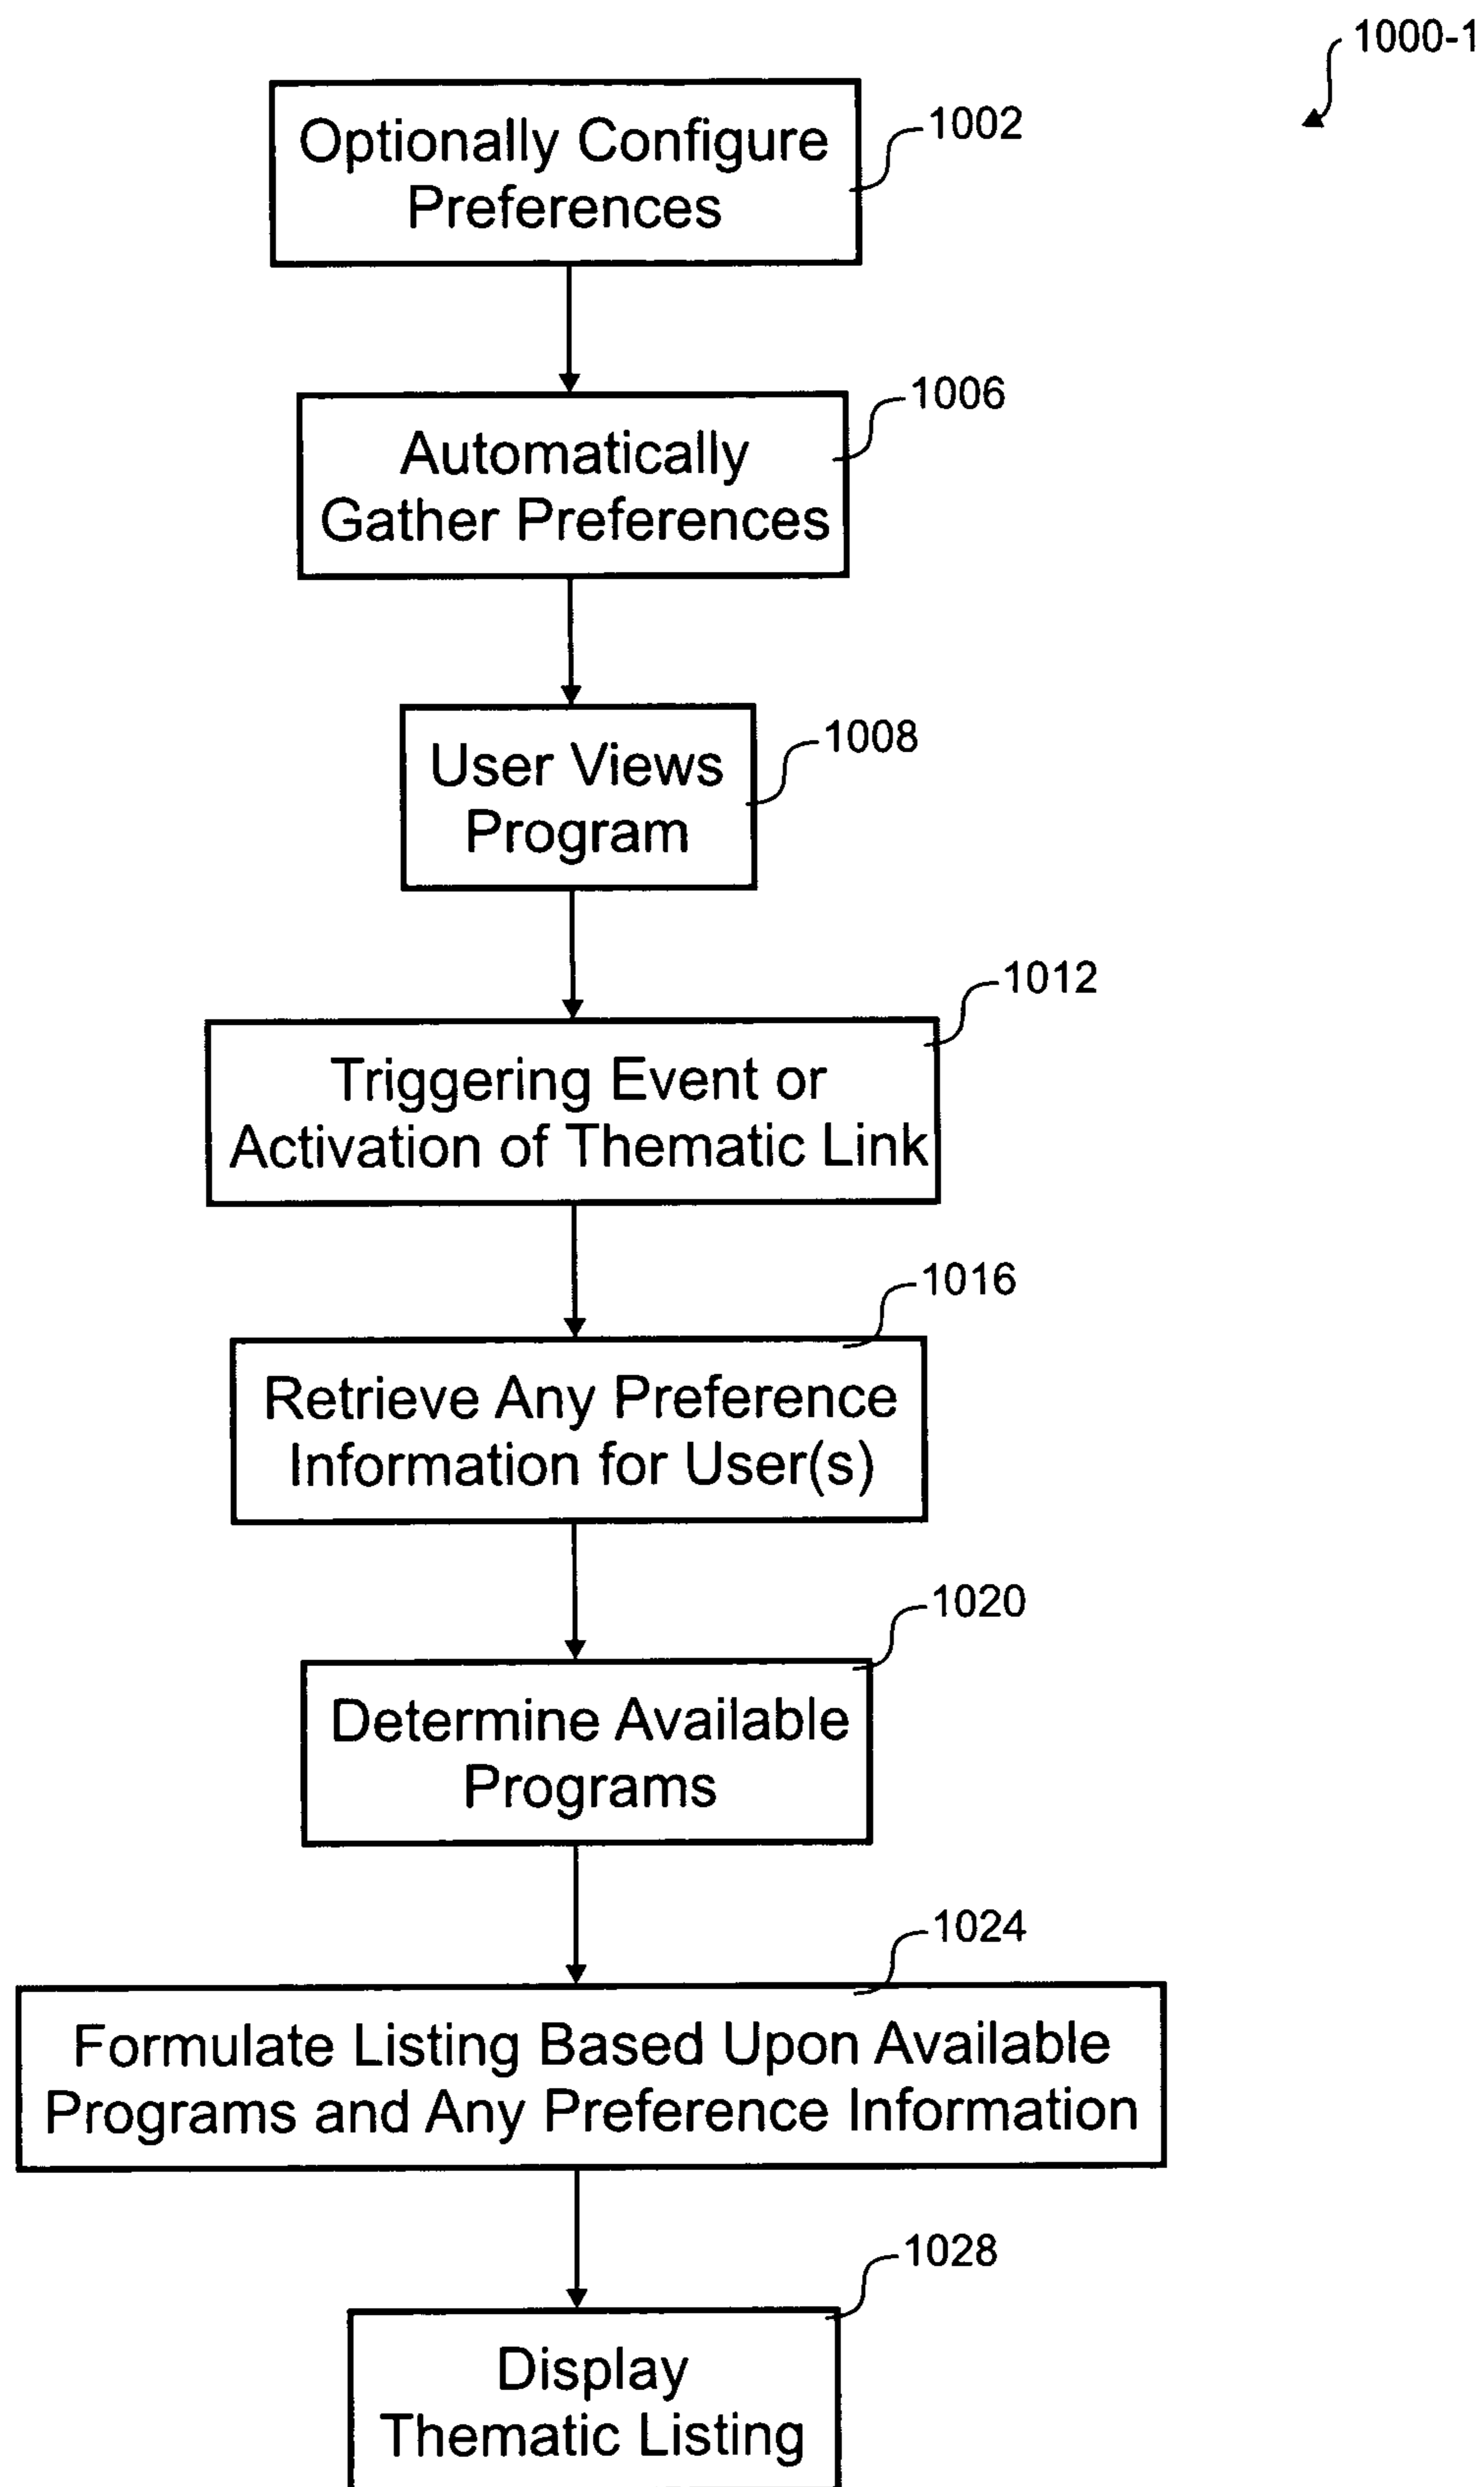 1000-1
Optionally Configure
Preferences
1002
Automatically
Gather Preferences
1006
User Views
Program
1008
Triggering Event or
Activation of Thematic Link
1012
Retrieve Any Preference
Information for User(s)
1016
Determine Available
Programs
1020
Formulate Listing Based Upon Available
Programs and Any Preference Information
1024
Display
Thematic Listing
1028